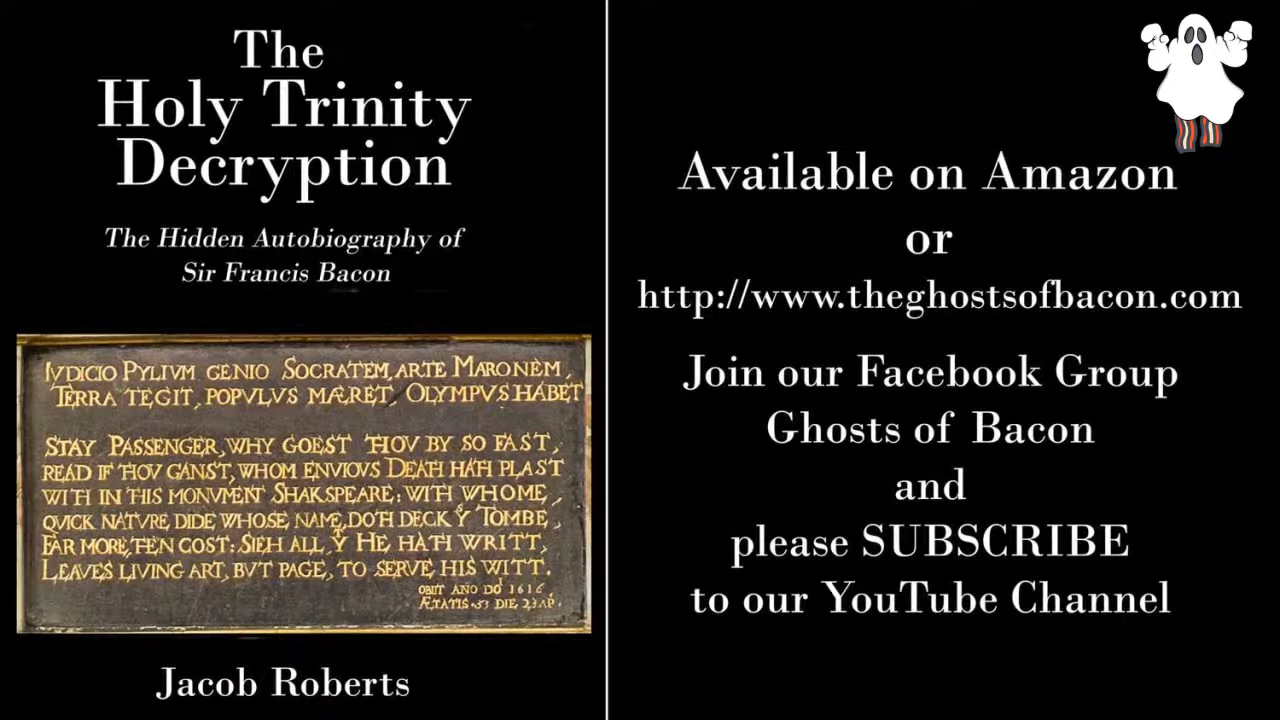 The
Holy Trinity
Decryption
The Hidden Autobiography of
Sir Francis Bacon
IVDICIO PYLIVM GENIO SOCRATEM, ARTE MARONEM,
TERRA TEGIT, POPVLVS MÆRET, OLYMPVS HABET
STAY PASSENGER, WHY GOEST THOV BY SO FAST,
READ IF THOV CANST, WHOM ENVIOVS DEATH HATH PLAST
WITH IN THIS MONVMENT SHAKSPEARE: WITH WHOME,
QVICK NATVRE DIDE WHOSE NAME, DOTH DECK Y TOMBE,
FAR MORE, TEN COST: SIEH ALL, Y HE HATH WRITT,
LEAVES LIVING ART, BVT PAGE, TO SERVE HIS WITT.
OBIIT AÑO DO 1616
ÆTATIS 53 DIE 23 AP.
Jacob Roberts
Available on Amazon
or
http://www.theghostsofbacon.com
Join our Facebook Group
Ghosts of Bacon
and
please SUBSCRIBE
to our YouTube Channel